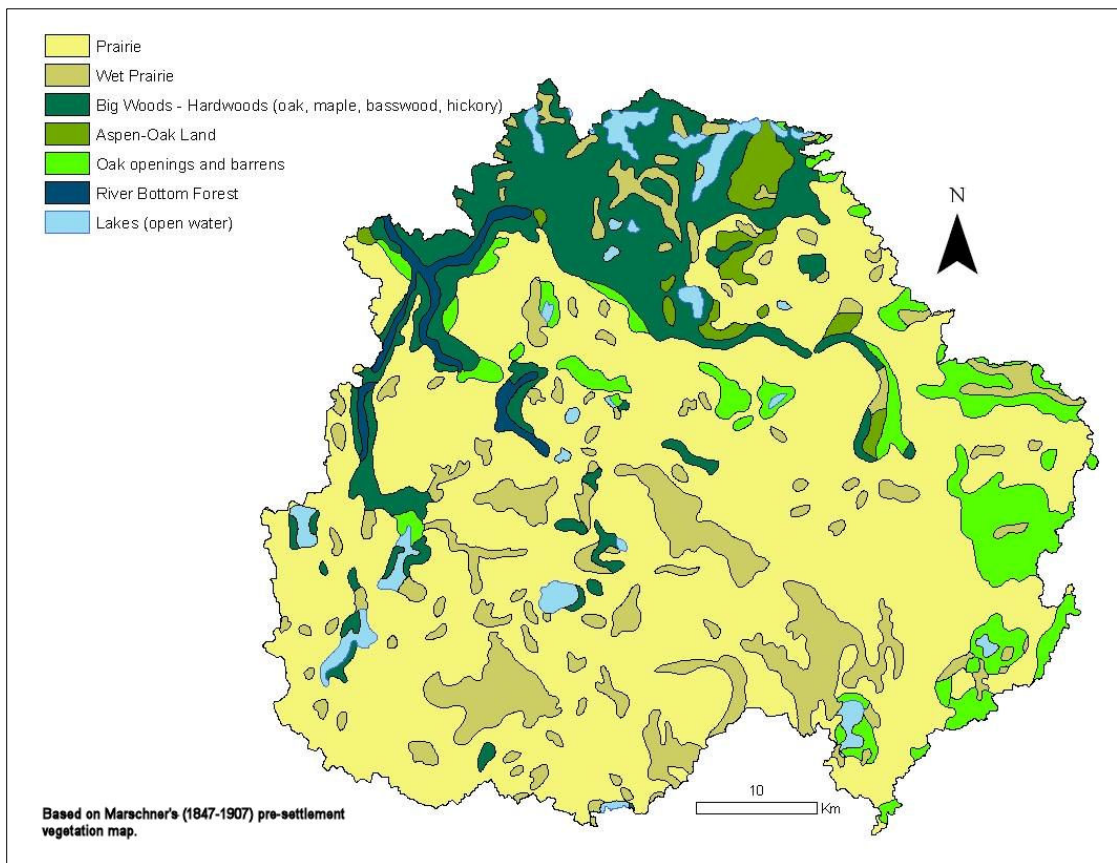 Prairie
Wet Prairie
Big Woods - Hardwoods (oak, maple, basswood, hickory)
Aspen-Oak Land
Oak openings and barrens
River Bottom Forest
Lakes (open water)
N
10
Km
Based on Marschner's (1847-1907) pre-settlement
vegetation map.